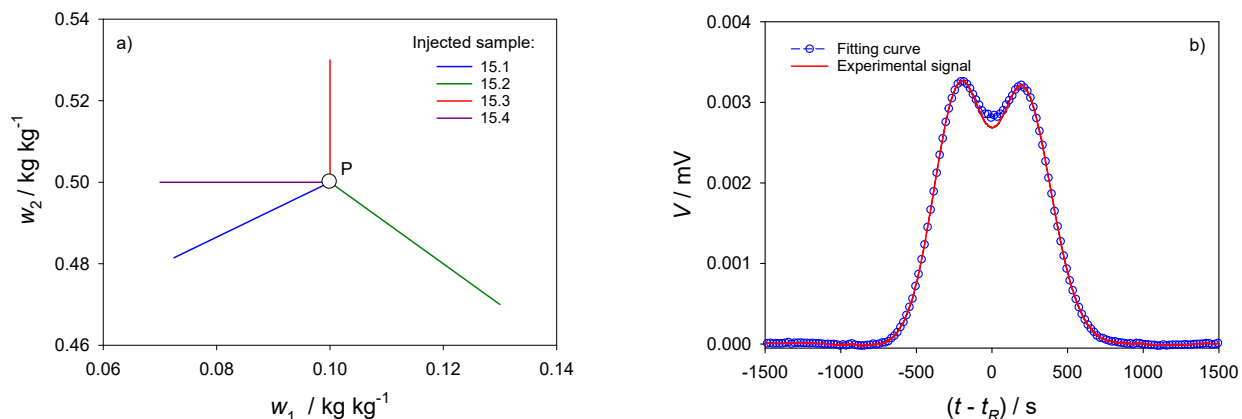 a)
Injected sample:
15.1
15.2
15.3
15.4
P
0.54
0.52
0.50
0.48
0.46
w2 / kg kg-1
0.06 0.08 0.10 0.12 0.14
w1 / kg kg-1
b)
Fitting curve
Experimental signal
0.004
0.003
0.002
0.001
0.000
V / mV
-1500 -1000 -500 0 500 1000 1500
(t - tR) / s